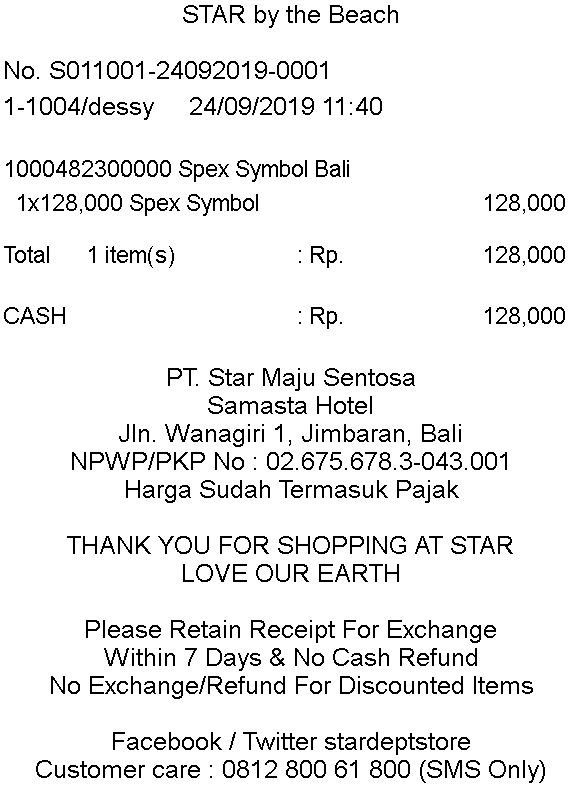 STAR by the Beach
No. S011001-24092019-0001
1-1004/dessy 24/09/2019 11:40
1000482300000 Spex Symbol Bali
1x128,000 Spex Symbol 128,000
Total 1 item(s) : Rp. 128,000
CASH : Rp. 128,000
PT. Star Maju Sentosa
Samasta Hotel
Jln. Wanagiri 1, Jimbaran, Bali
NPWP/PKP No : 02.675.678.3-043.001
Harga Sudah Termasuk Pajak
THANK YOU FOR SHOPPING AT STAR
LOVE OUR EARTH
Please Retain Receipt For Exchange
Within 7 Days & No Cash Refund
No Exchange/Refund For Discounted Items
Facebook / Twitter stardeptstore
Customer care : 0812 800 61 800 (SMS Only)